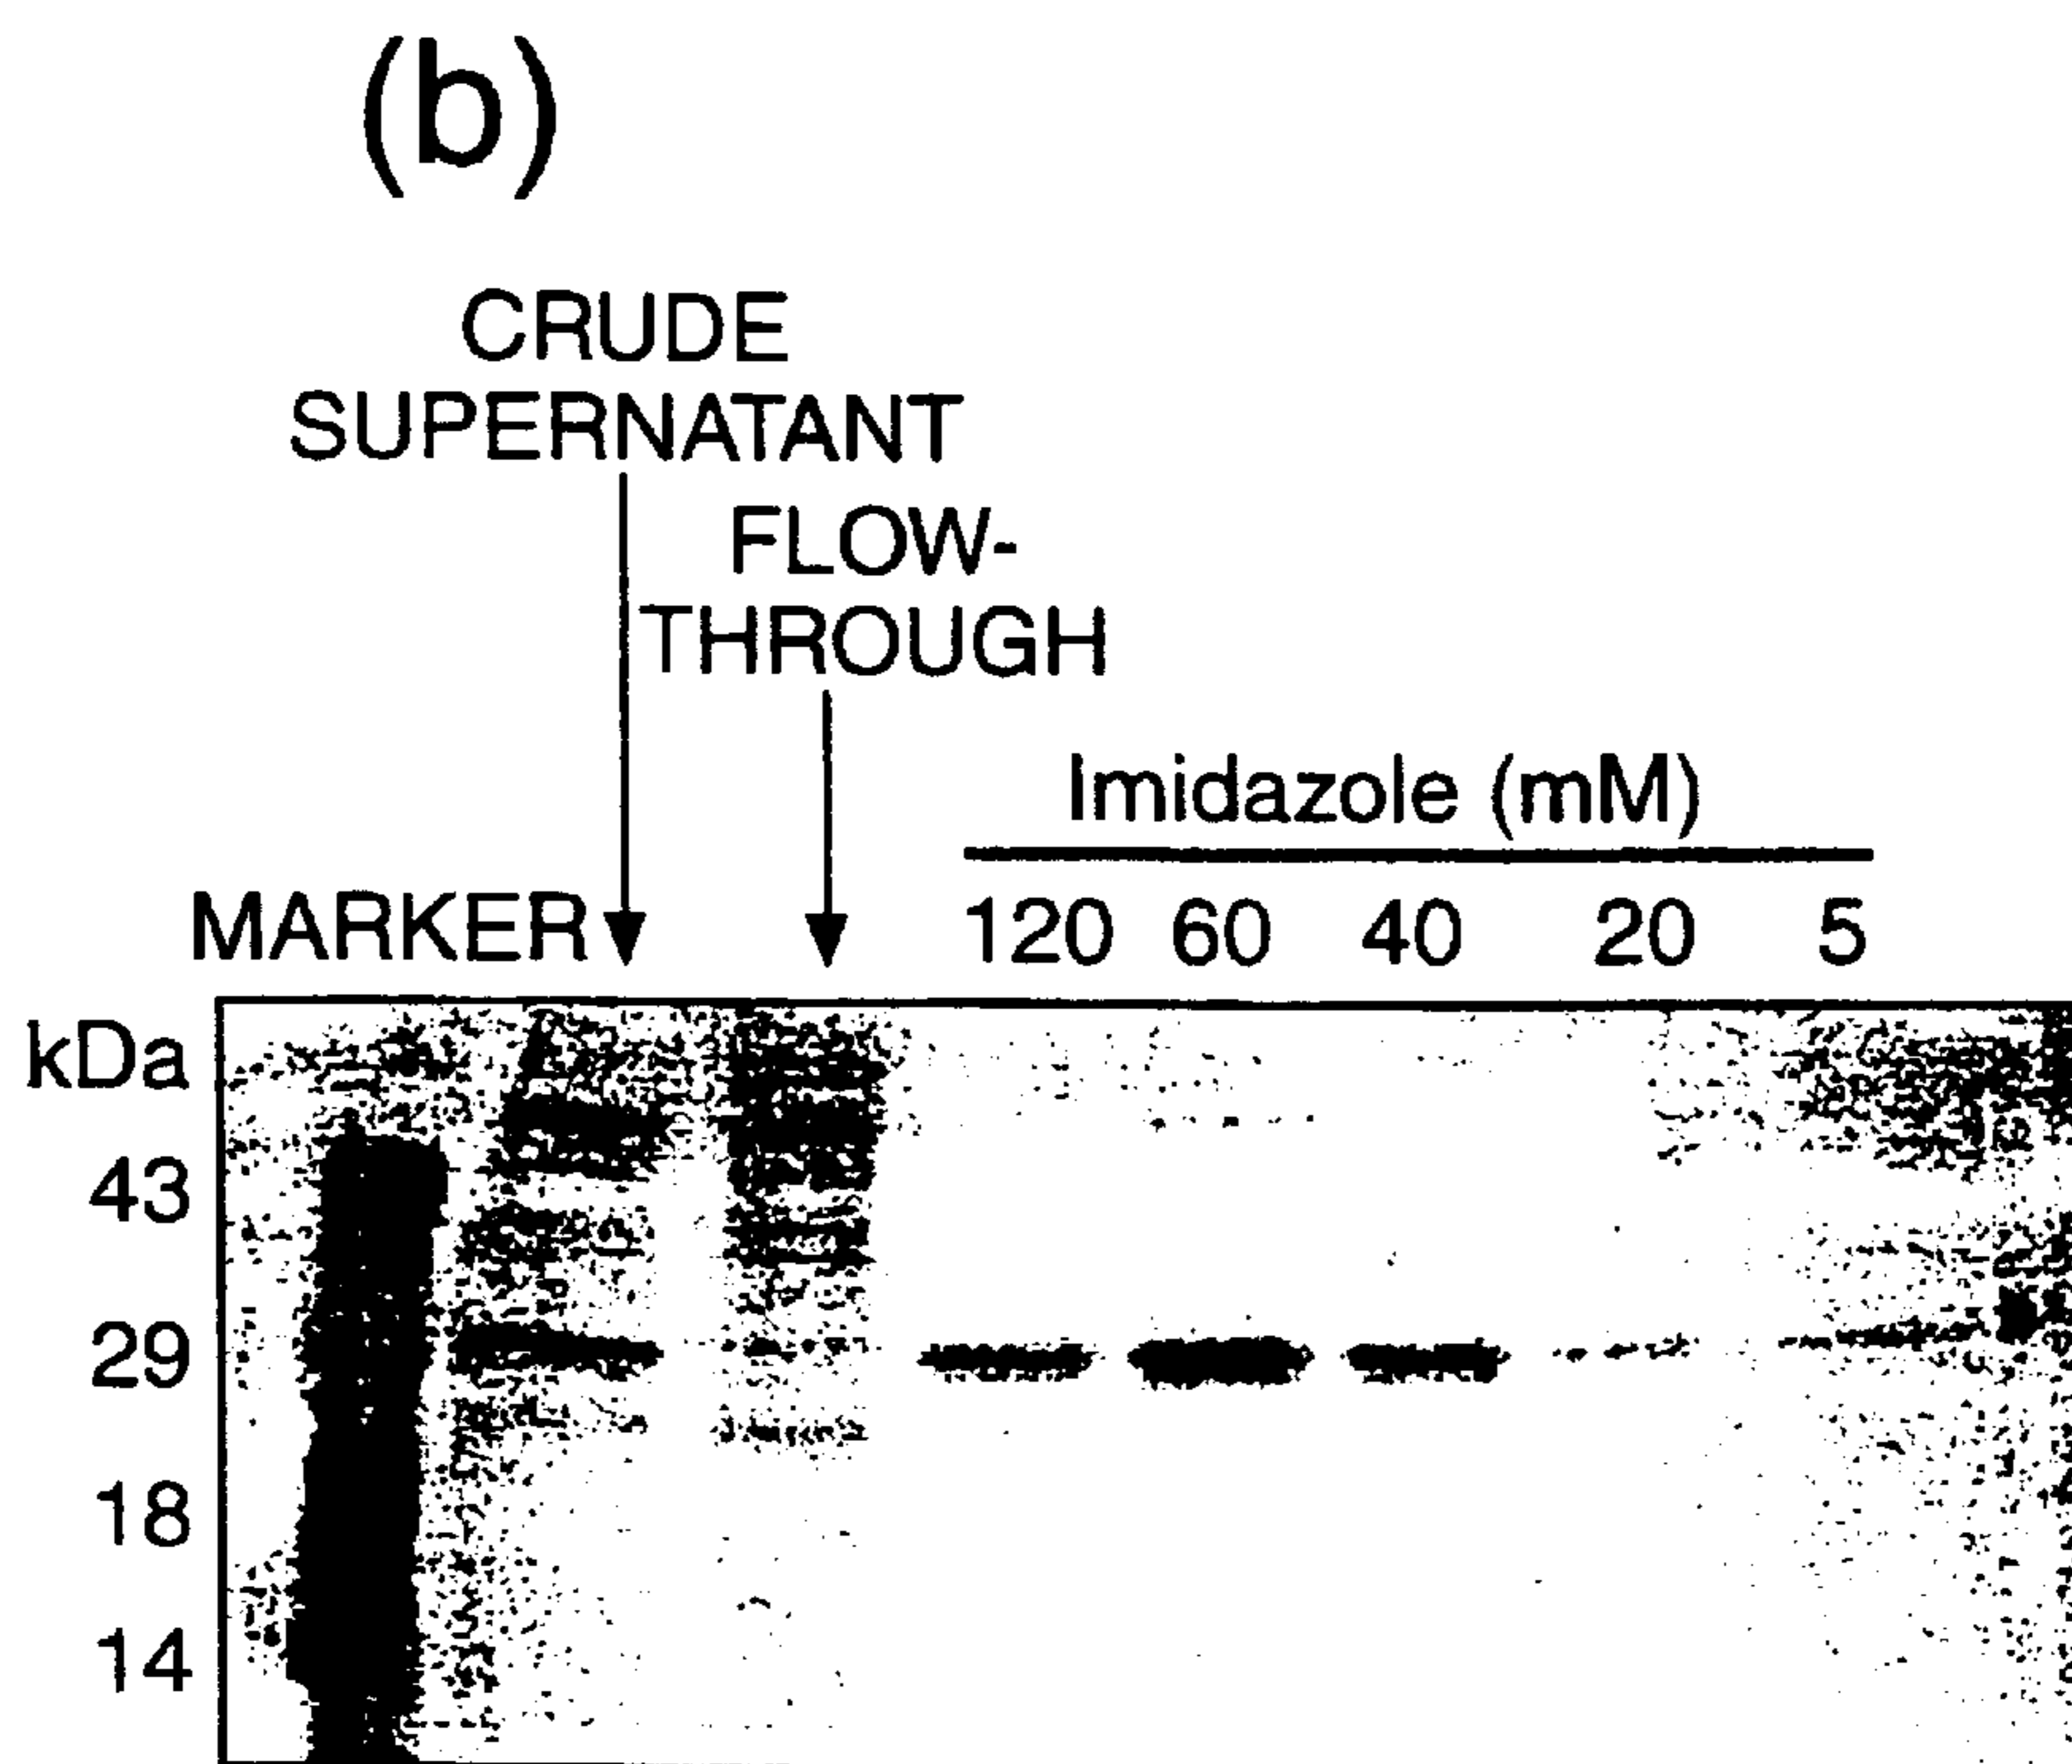 (b)
CRUDE
SUPERNATANT
FLOW-
THROUGH
Imidazole (mM)
MARKER 120 60 40 20 5
kDa
43
29
18
14